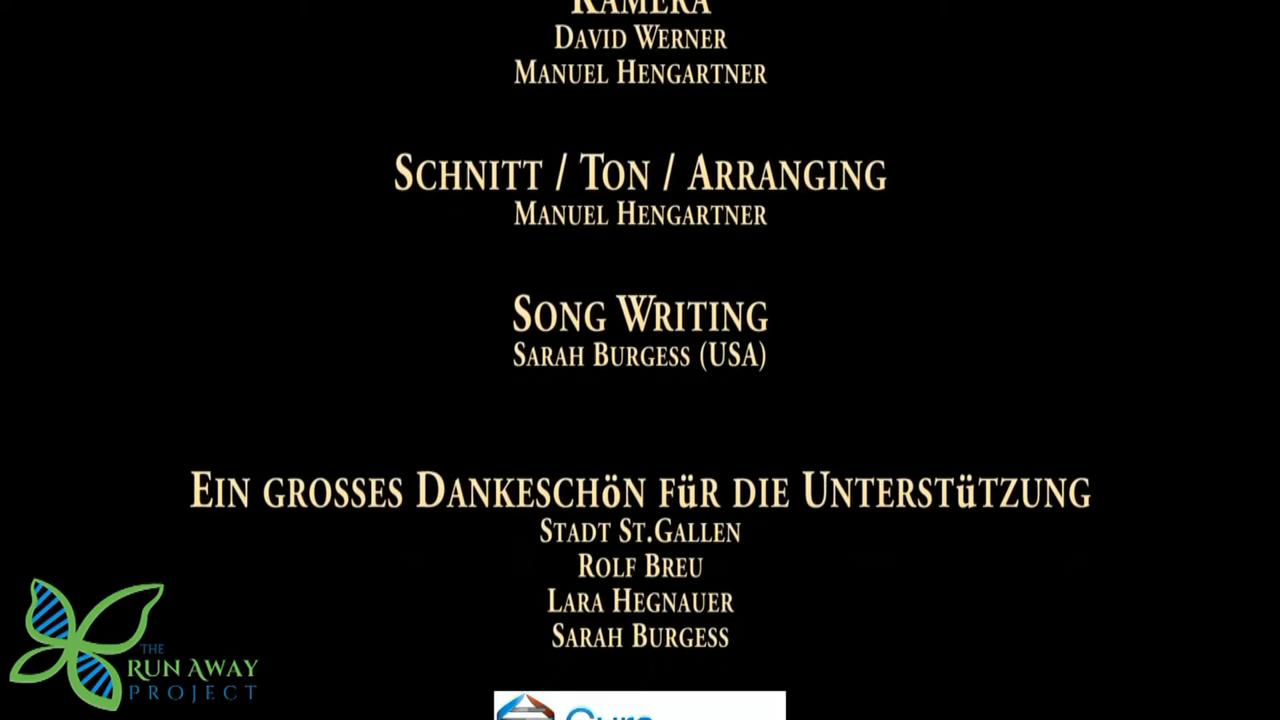 KAMERA
DAVID WERNER
MANUEL HENGARTNER
SCHNITT / TON / ARRANGING
MANUEL HENGARTNER
SONG WRITING
SARAH BURGESS (USA)
EIN GROSSES DANKESCHöN FüR DIE UNTERSTüTZUNG
STADT ST.GALLEN
ROLF BREU
LARA HEGNAUER
SARAH BURGESS
THE
RUN AWAY
PROJECT